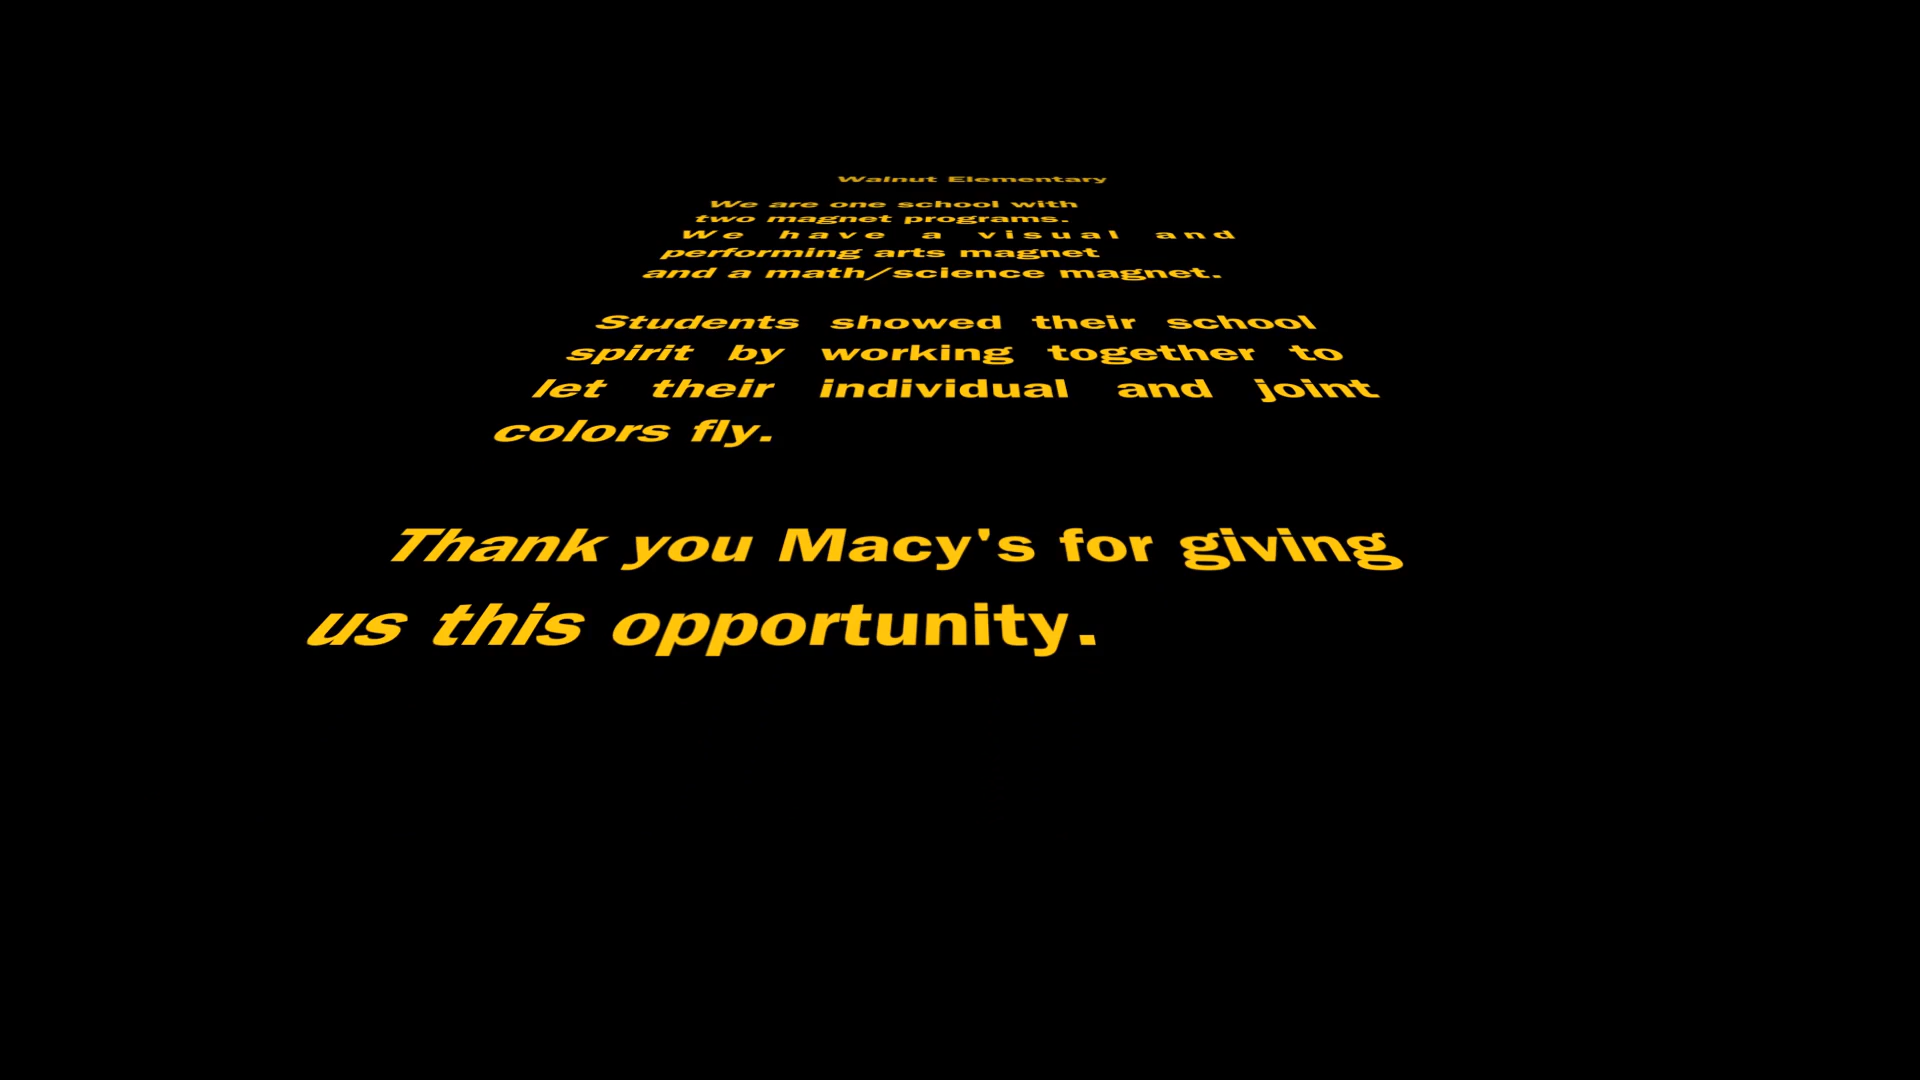 Walnut Elementary
We are one school with
two magnet programs.
We have a visual and
performing arts magnet
and a math/science magnet.
Students showed their school
spirit by working together to
let their individual and joint
colors fly.
Thank you Macy's for giving
us this opportunity.